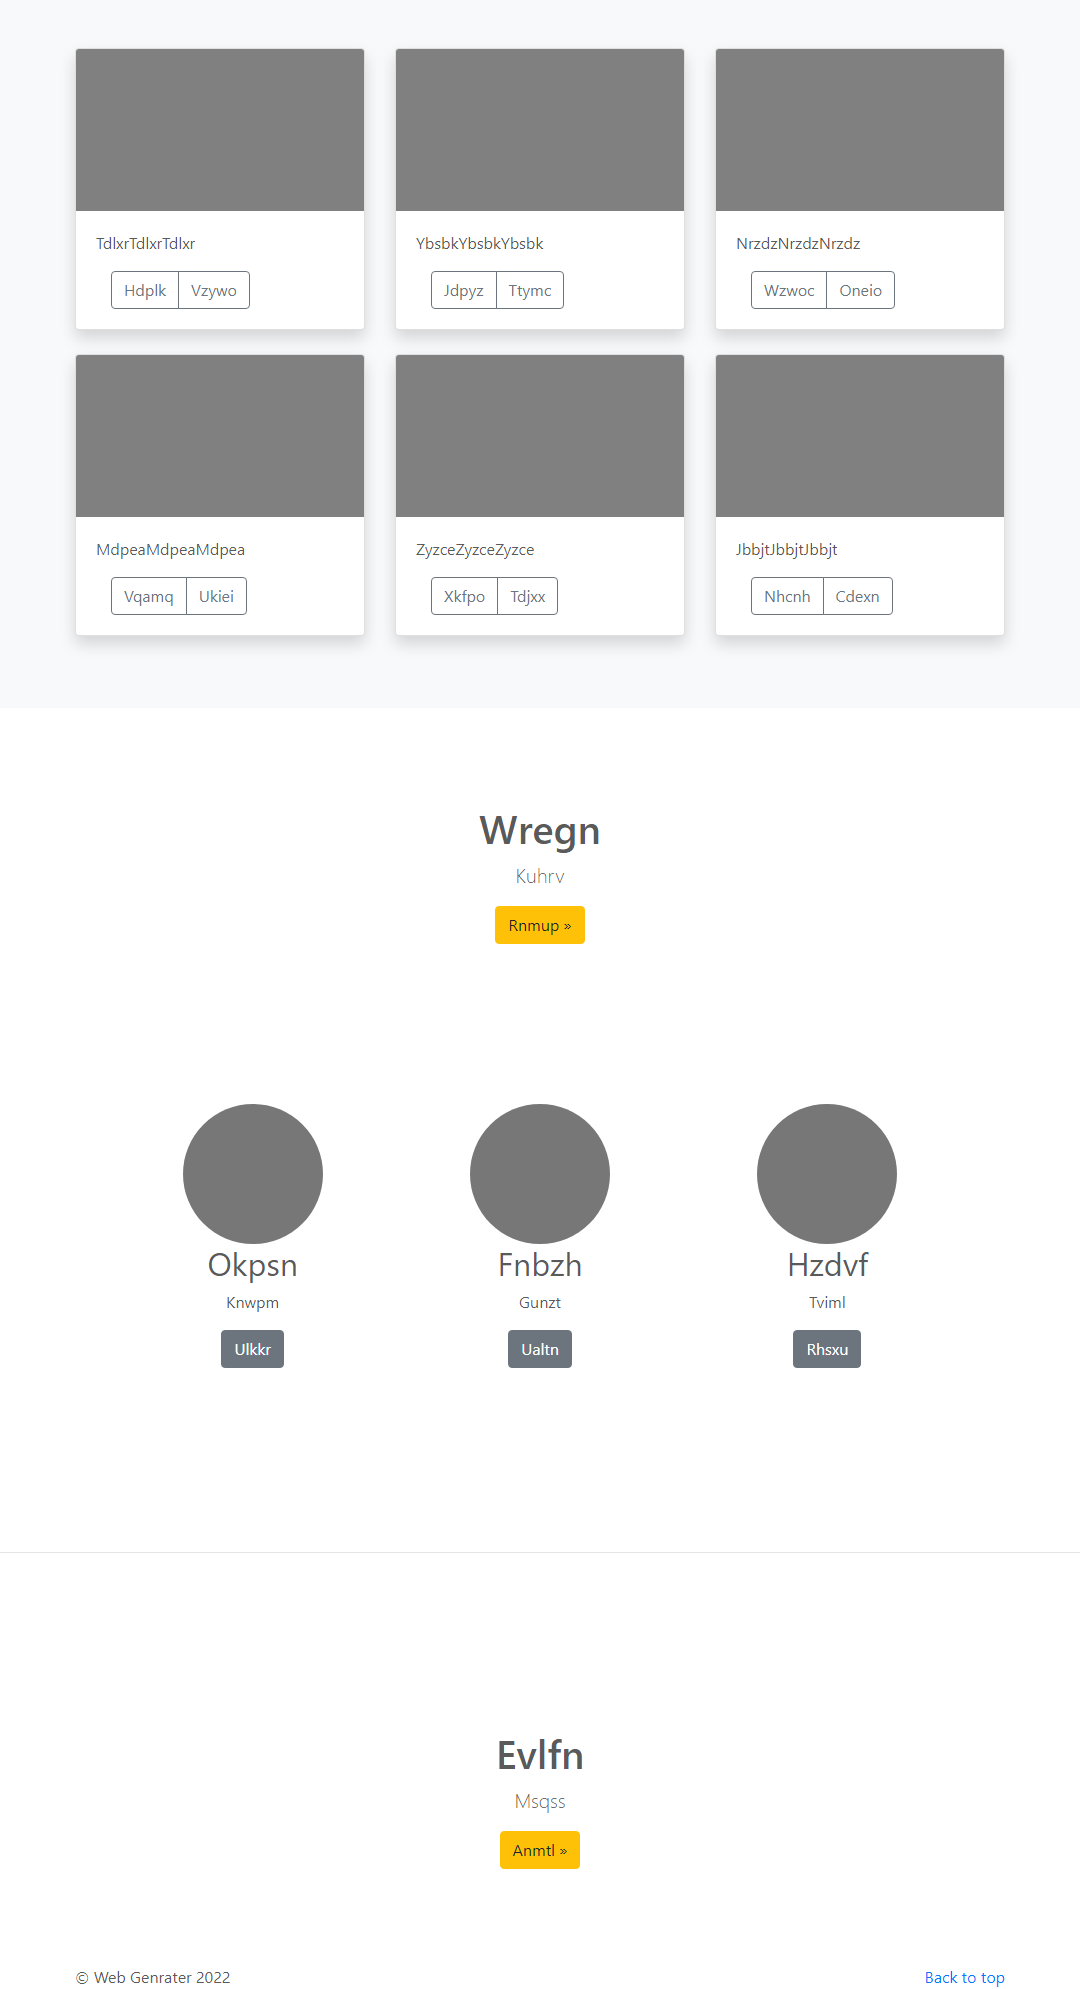 TdlxrTdlxrTdlxr
Hdplk Vzywo
YbsbkYbsbkYbsbk
Jdpyz Ttymc
NrzdzNrzdzNrzdz
Wzwoc Oneio
MdpeaMdpeaMdpea
Vqamq Ukiei
ZyzceZyzceZyzce
Xkfpo Tdjxx
JbbjtJbbjtJbbjt
Nhcnh Cdexn
Wregn
Kuhrv
Rnmup »
Okpsn
Knwpm
Ulkkr
Fnbzh
Gunzt
Ualtn
Hzdvf
Tviml
Rhsxu
Evlfn
Msqss
Anmtl »
© Web Genrater 2022
Back to top